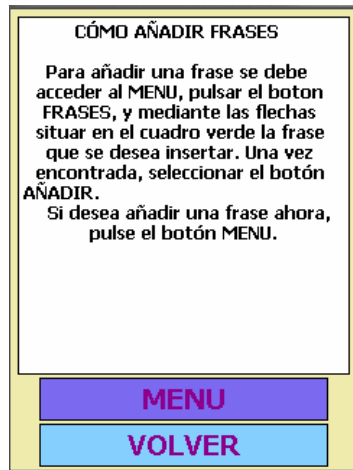 CÓMO AÑADIR FRASES
Para añadir una frase se debe
acceder al MENU, pulsar el boton
FRASES, y mediante las flechas
situar en el cuadro verde la frase
que se desea insertar. Una vez
encontrada, seleccionar el botón
AÑADIR.
Si desea añadir una frase ahora,
pulse el botón MENU.
MENU
VOLVER